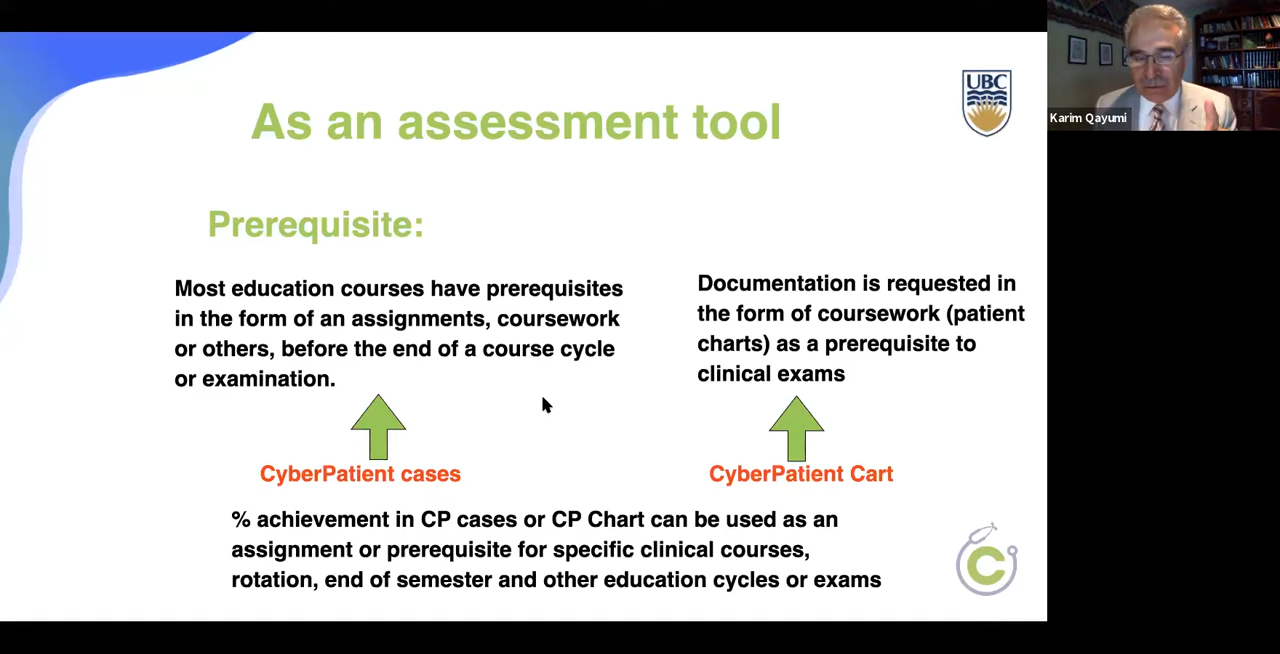 As an assessment tool
UBC
Karim Qayumi
Prerequisite:
Most education courses have prerequisites
in the form of an assignments, coursework
or others, before the end of a course cycle
or examination.
Documentation is requested in
the form of coursework (patient
charts) as a prerequisite to
clinical exams
CyberPatient cases
CyberPatient Cart
% achievement in CP cases or CP Chart can be used as an
assignment or prerequisite for specific clinical courses,
rotation, end of semester and other education cycles or exams
C